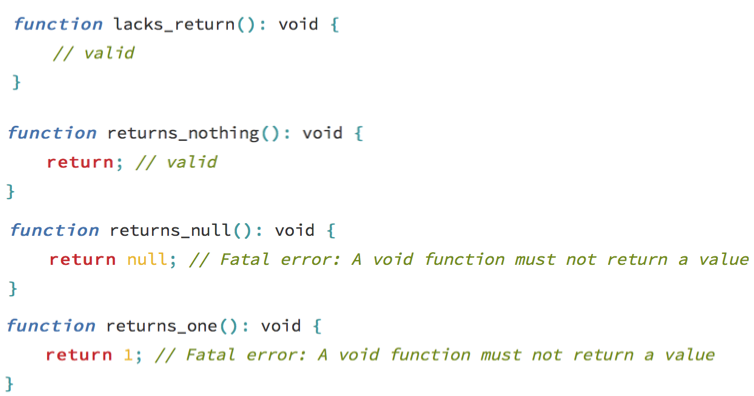 function lacks_return(): void {
    // valid
}
function returns_nothing(): void {
    return; // valid
}
function returns_null(): void {
    return null; // Fatal error: A void function must not return a value
}
function returns_one(): void {
    return 1; // Fatal error: A void function must not return a value
}